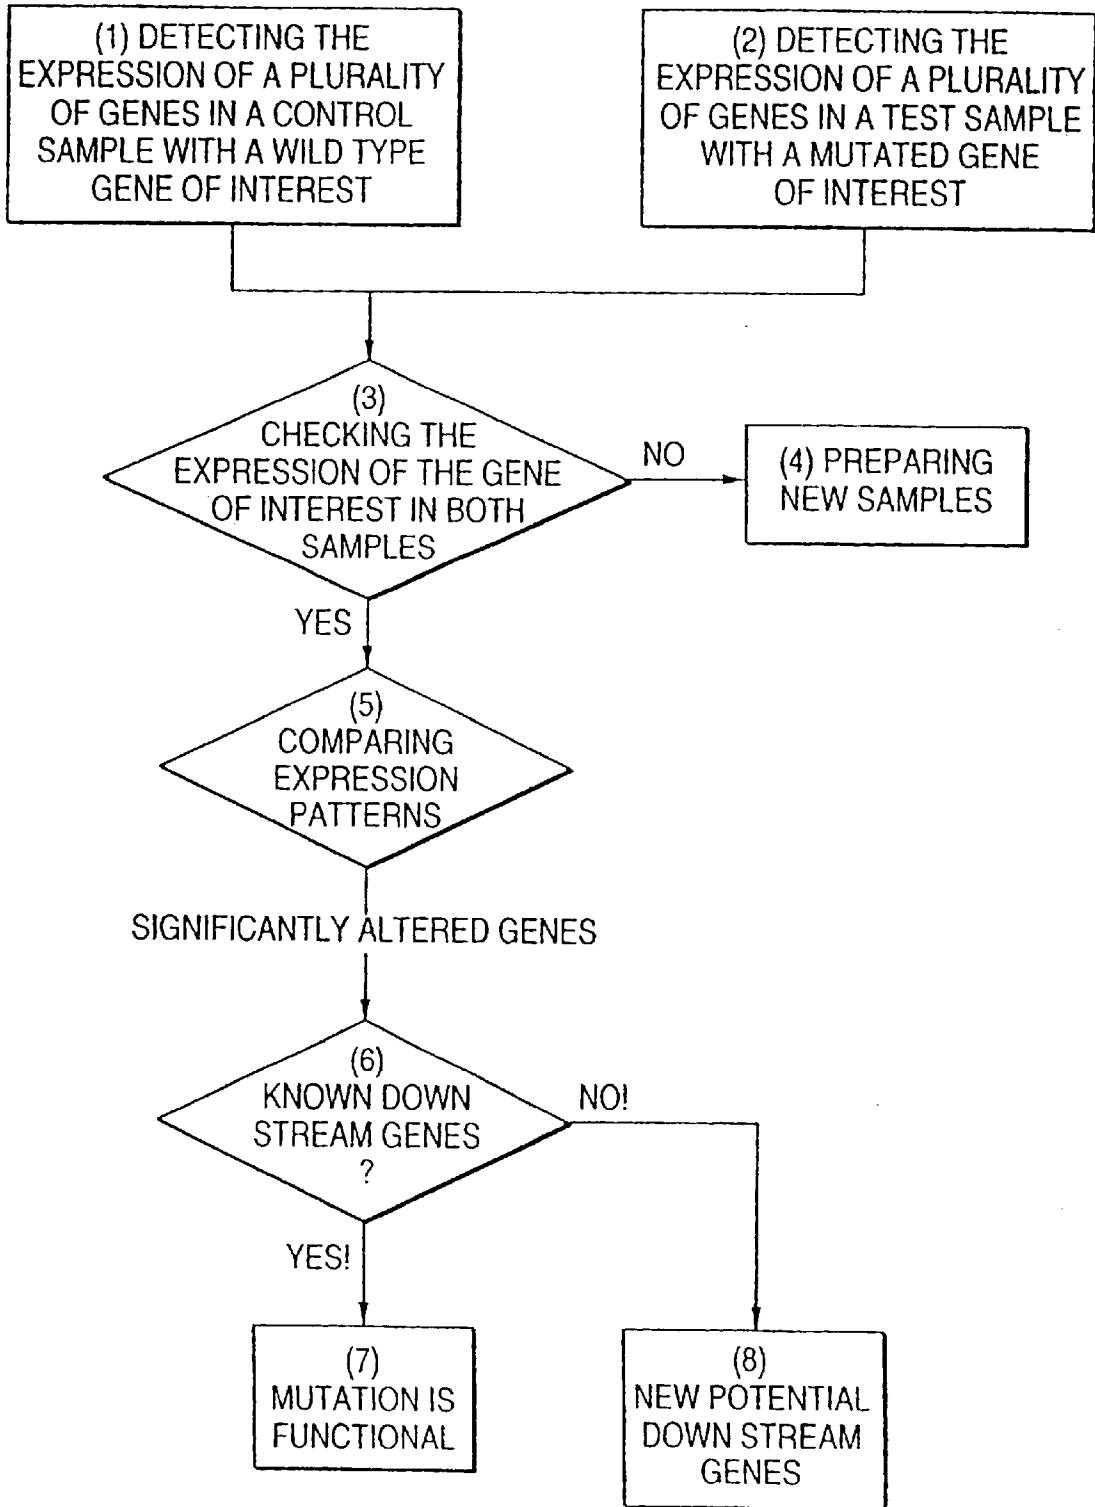 (1) DETECTING THE
EXPRESSION OF A PLURALITY
OF GENES IN A CONTROL
SAMPLE WITH A WILD TYPE
GENE OF INTEREST
(2) DETECTING THE
EXPRESSION OF A PLURALITY
OF GENES IN A TEST SAMPLE
WITH A MUTATED GENE
OF INTEREST
(3)
CHECKING THE
EXPRESSION OF THE GENE
OF INTEREST IN BOTH
SAMPLES
NO
(4) PREPARING
NEW SAMPLES
YES
(5)
COMPARING
EXPRESSION
PATTERNS
SIGNIFICANTLY ALTERED GENES
(6)
KNOWN DOWN
STREAM GENES
?
NO!
YES!
(7)
MUTATION IS
FUNCTIONAL
(8)
NEW POTENTIAL
DOWN STREAM
GENES